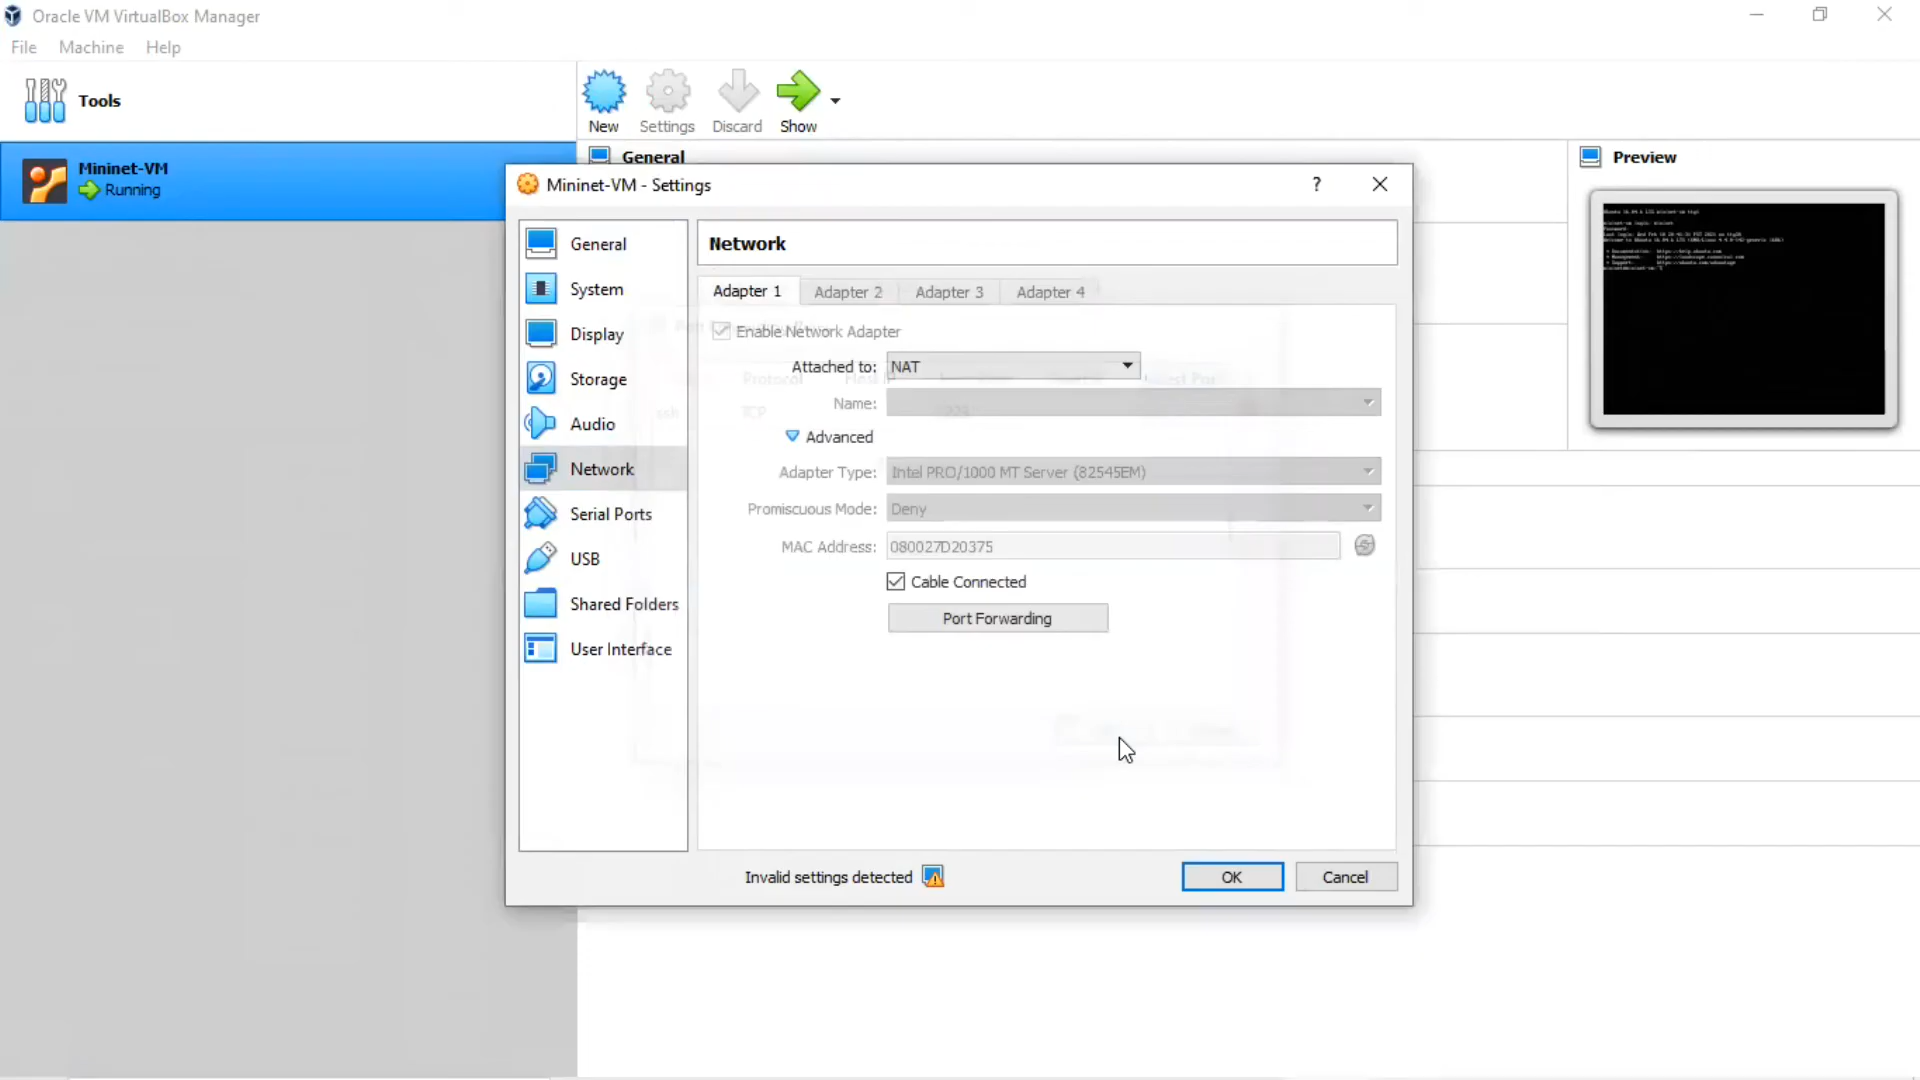 Oracle VM VirtualBox Manager
File Machine Help
Tools
New Settings Discard Show
Mininet-VM
Running
General
Preview
Mininet-VM - Settings
?
General
System
Display
Storage
Audio
Network
Serial Ports
USB
Shared Folders
User Interface
Network
Adapter 1 Adapter 2 Adapter 3 Adapter 4
Enable Network Adapter
Attached to: NAT
Protocol
Name:
ssh TCP
Advanced
Adapter Type: Intel PRO/1000 MT Server (82545EM)
Promiscuous Mode: Deny
MAC Address: 080027D20375
Cable Connected
Port Forwarding
Invalid settings detected
OK Cancel